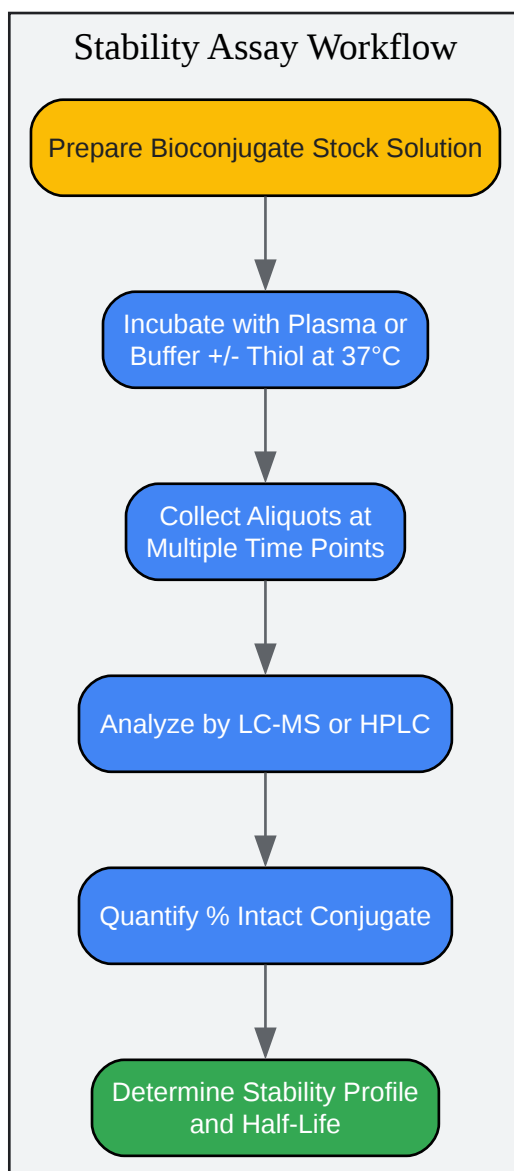 Stability Assay Workflow
Prepare Bioconjugate Stock Solution
Incubate with Plasma or
Buffer +/- Thiol at 37°C
Collect Aliquots at
Multiple Time Points
Analyze by LC-MS or HPLC
Quantify % Intact Conjugate
Determine Stability Profile
and Half-Life